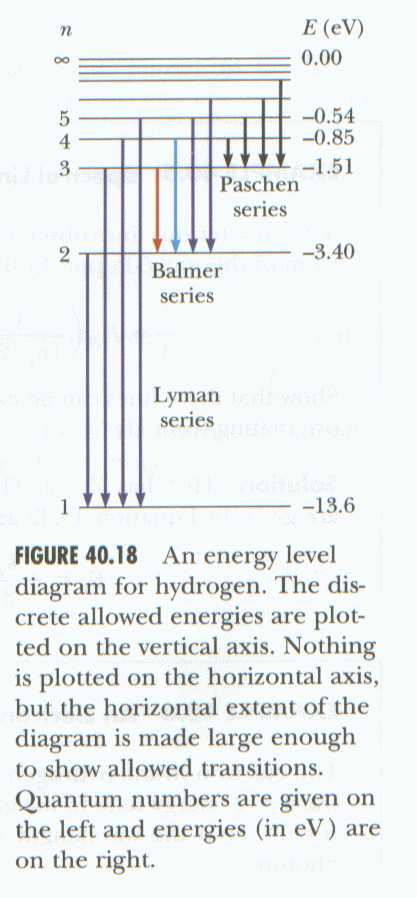 n E (eV)
∞ 0.00
5 –0.54
4 –0.85
3 –1.51
Paschen
series
2 –3.40
Balmer
series
Lyman
series
1 –13.6
FIGURE 40.18 An energy level
diagram for hydrogen. The dis-
crete allowed energies are plot-
ted on the vertical axis. Nothing
is plotted on the horizontal axis,
but the horizontal extent of the
diagram is made large enough
to show allowed transitions.
Quantum numbers are given on
the left and energies (in eV) are
on the right.